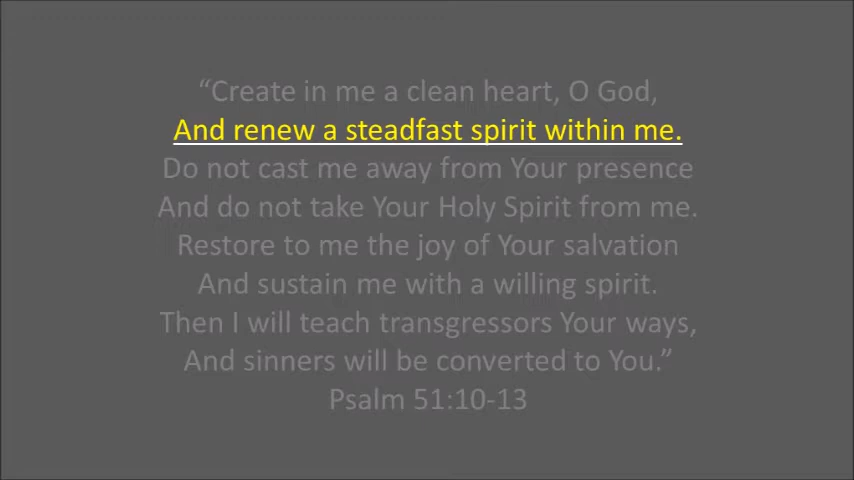 “Create in me a clean heart, O God,
And renew a steadfast spirit within me.
Do not cast me away from Your presence
And do not take Your Holy Spirit from me.
Restore to me the joy of Your salvation
And sustain me with a willing spirit.
Then I will teach transgressors Your ways,
And sinners will be converted to You.”
Psalm 51:10-13